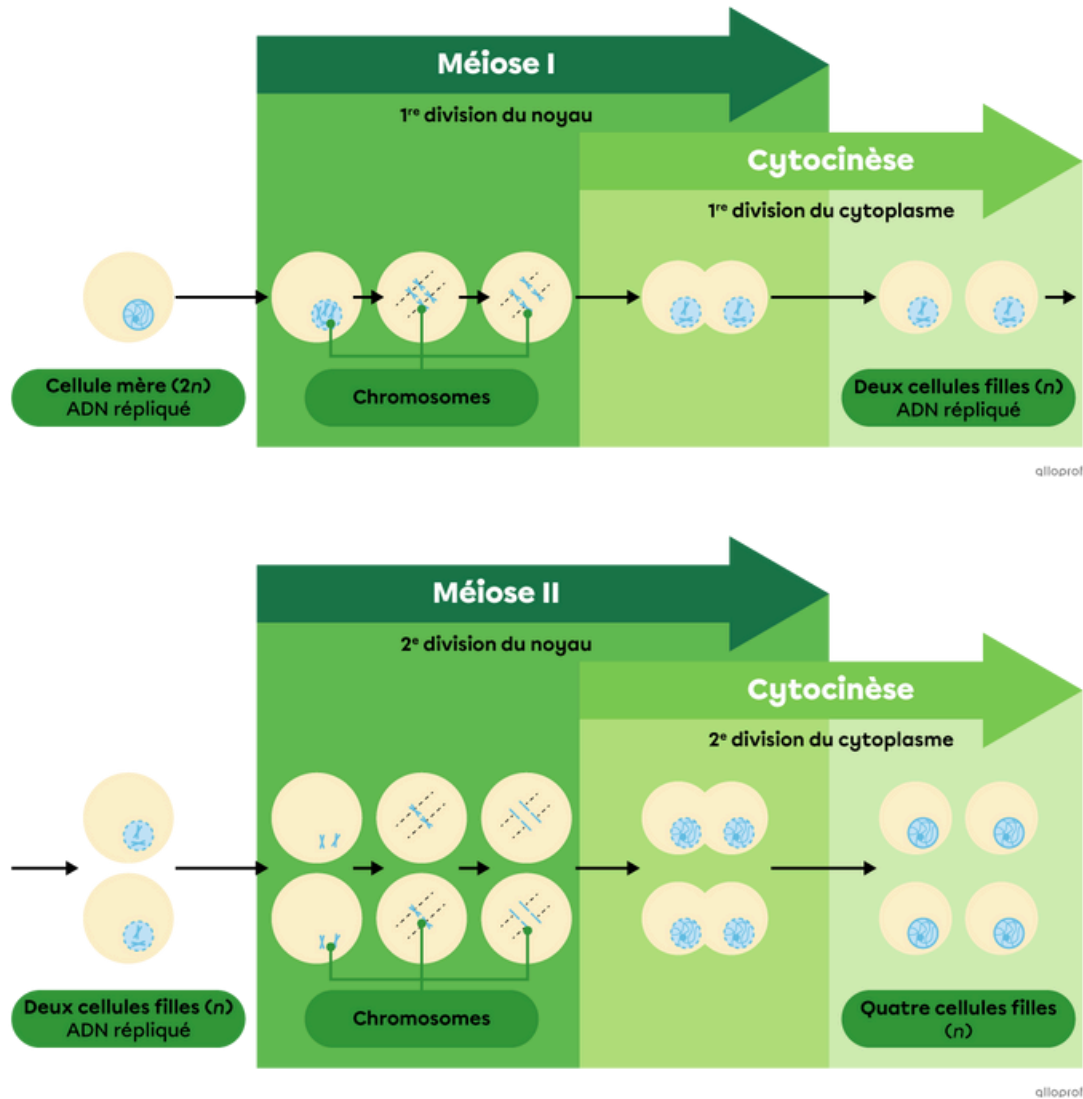 Méiose I
1re division du noyau
Cytocinèse
1re division du cytoplasme
Cellule mère (2n)
ADN répliqué
Chromosomes
Deux cellules filles (n)
ADN répliqué
alloprof
Méiose II
2e division du noyau
Cytocinèse
2e division du cytoplasme
Deux cellules filles (n)
ADN répliqué
Chromosomes
Quatre cellules filles
(n)
alloprof